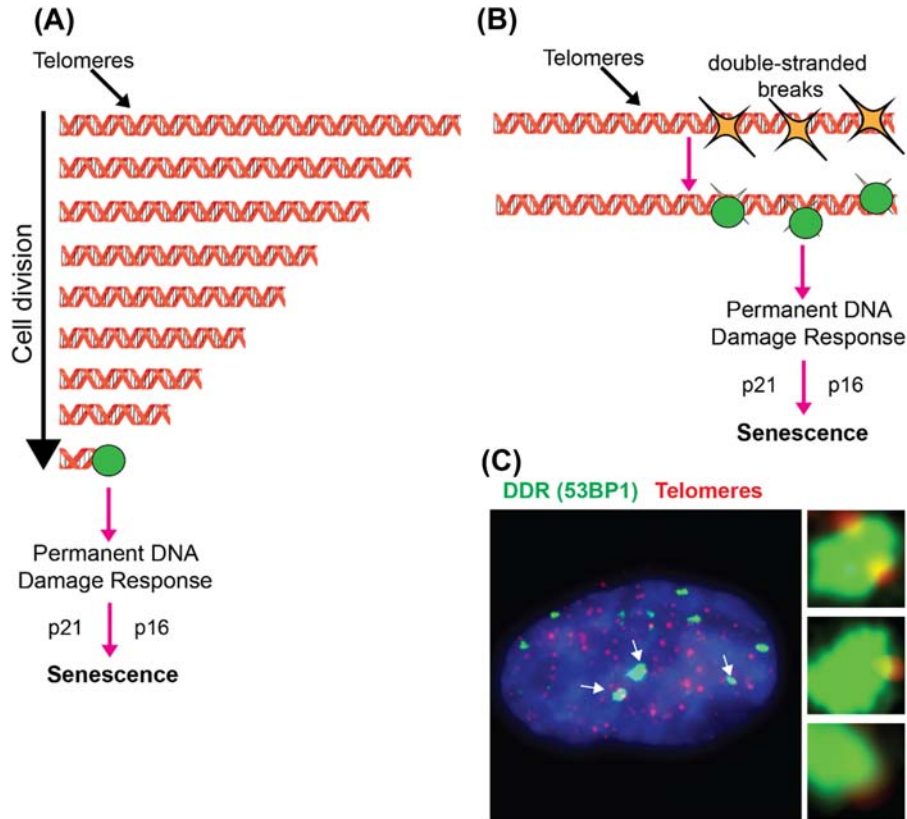 (A)
Telomeres
Cell division
Permanent DNA
Damage Response
p21 p16
Senescence
(B)
Telomeres
double-stranded
breaks
Permanent DNA
Damage Response
p21 p16
Senescence
(C)
DDR (53BP1) Telomeres